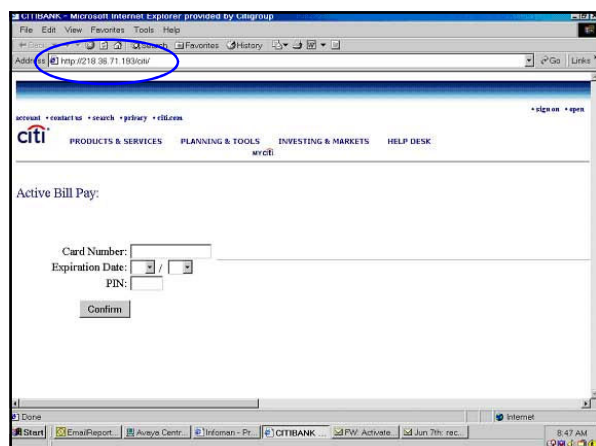 CITIBANK - Microsoft Internet Explorer provided by Citigroup
File Edit View Favorites Tools Help
Search Favorites History
Address http://218.36.71.193/citi/ Go Links
• sign on • open
account • contact us • search • privacy • citi.com
citi PRODUCTS & SERVICES PLANNING & TOOLS INVESTING & MARKETS HELP DESK
MYciti
Active Bill Pay:
Card Number:
Expiration Date: /
PIN:
Confirm
Done Internet
Start EmailReport... Avaya Centr... Infoman - Pr... CITIBANK ... FW: Activate... Jun 7th: rec... 8:47 AM